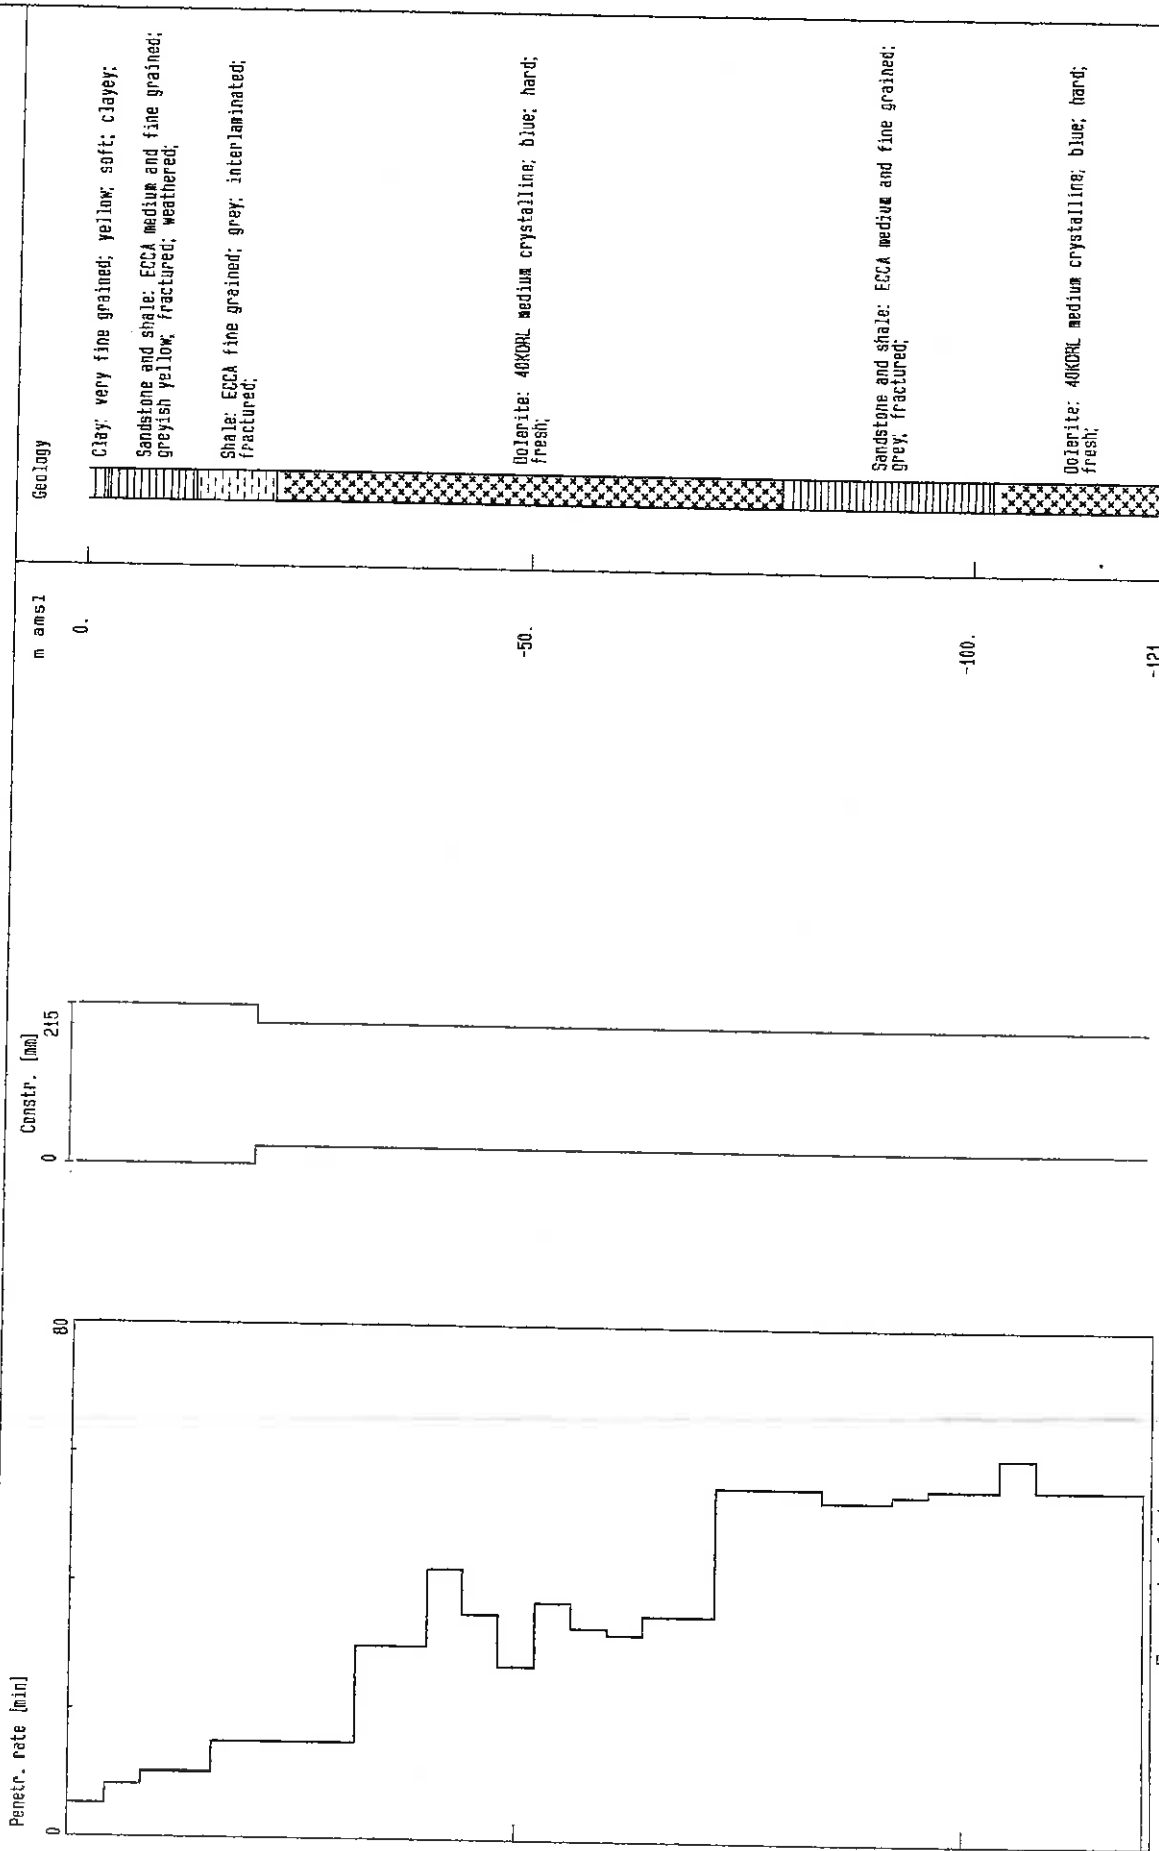 Penetr. rate [min]
0
80
Constr. [mm]
0
215
m amsl
0.
-50.
-100.
-121
Geology
Clay: very fine grained; yellow; soft; clayey;
Sandstone and shale: ECCA medium and fine grained;
greyish yellow; fractured; weathered;
Shale: ECCA fine grained; grey; interlaminated;
fractured;
Dolerite: 40KDRL medium crystalline; blue; hard;
fresh;
Sandstone and shale: ECCA medium and fine grained;
grey; fractured;
Dolerite: 40KDRL medium crystalline; blue; hard;
fresh;